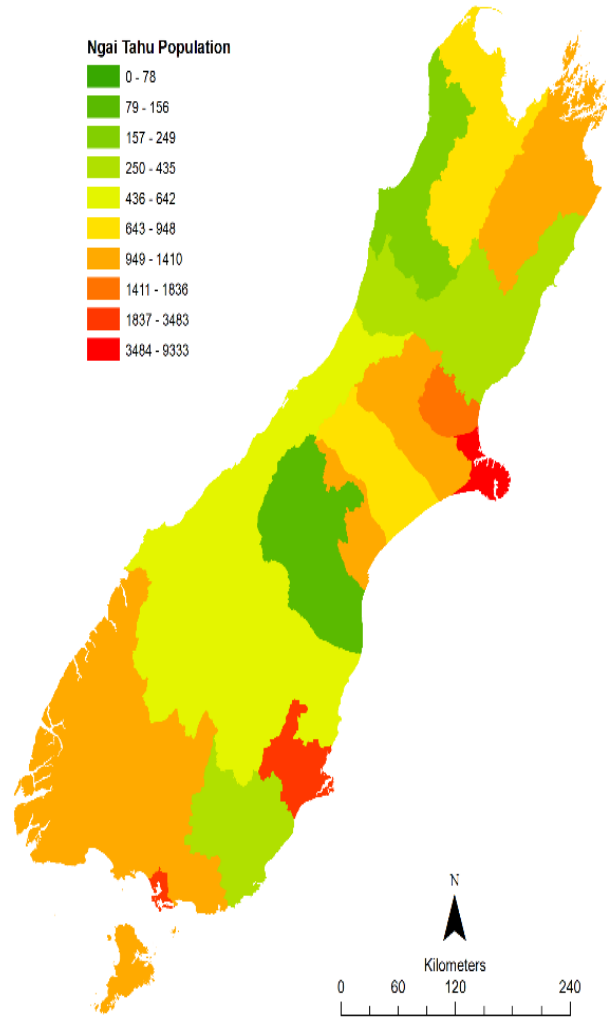 Ngai Tahu Population
0 - 78
79 - 156
157 - 249
250 - 435
436 - 642
643 - 948
949 - 1410
1411 - 1836
1837 - 3483
3484 - 9333
N
Kilometers
0 60 120 240